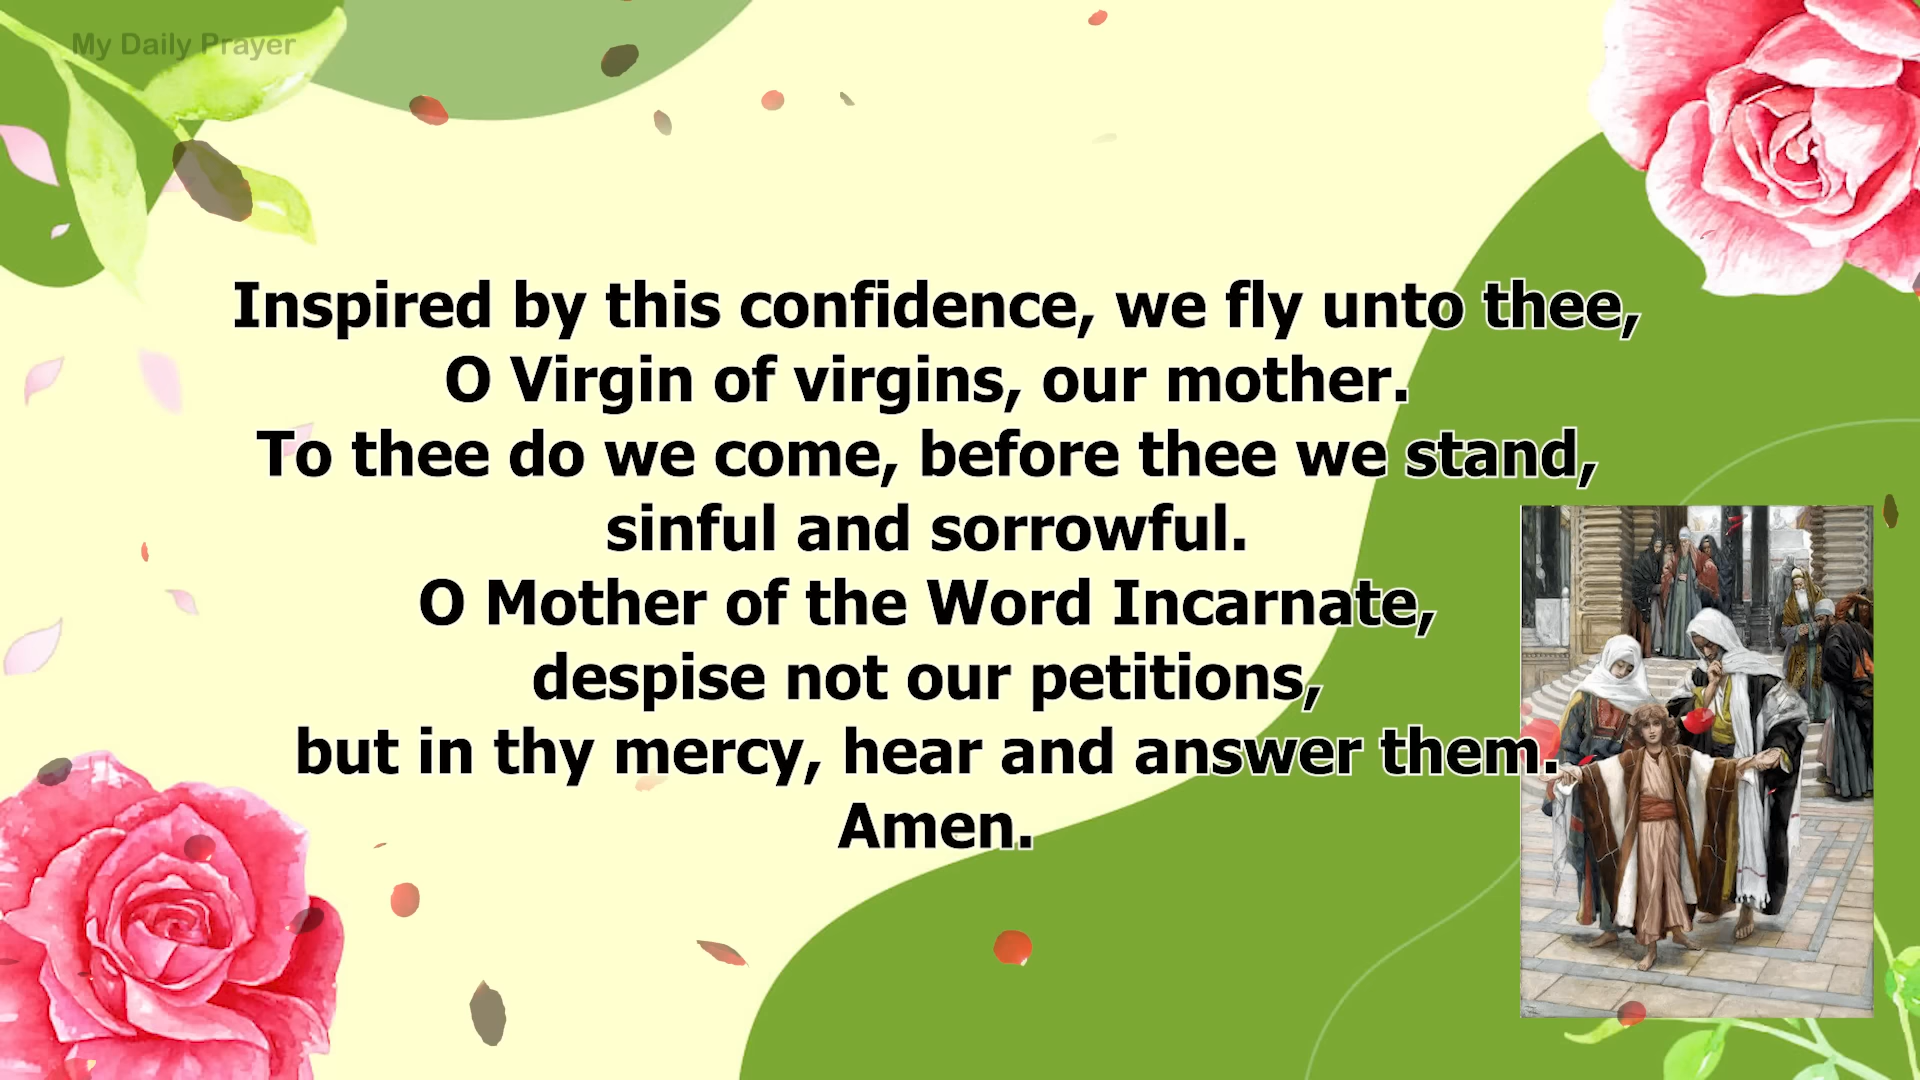 My Daily Prayer
Inspired by this confidence, we fly unto thee,
O Virgin of virgins, our mother.
To thee do we come, before thee we stand,
sinful and sorrowful.
O Mother of the Word Incarnate,
despise not our petitions,
but in thy mercy, hear and answer them.
Amen.